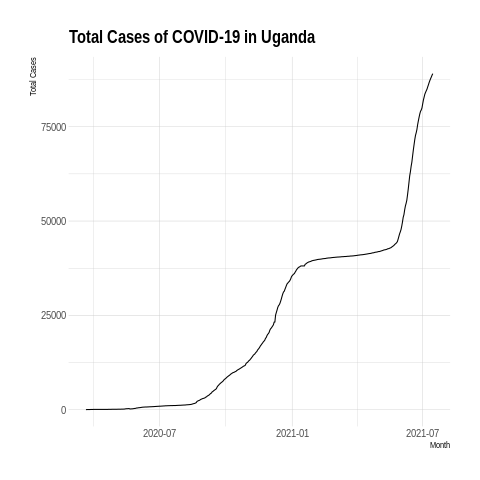 Total Cases of COVID-19 in Uganda
Total Cases
75000
50000
25000
0
2020-07
2021-01
2021-07
Month